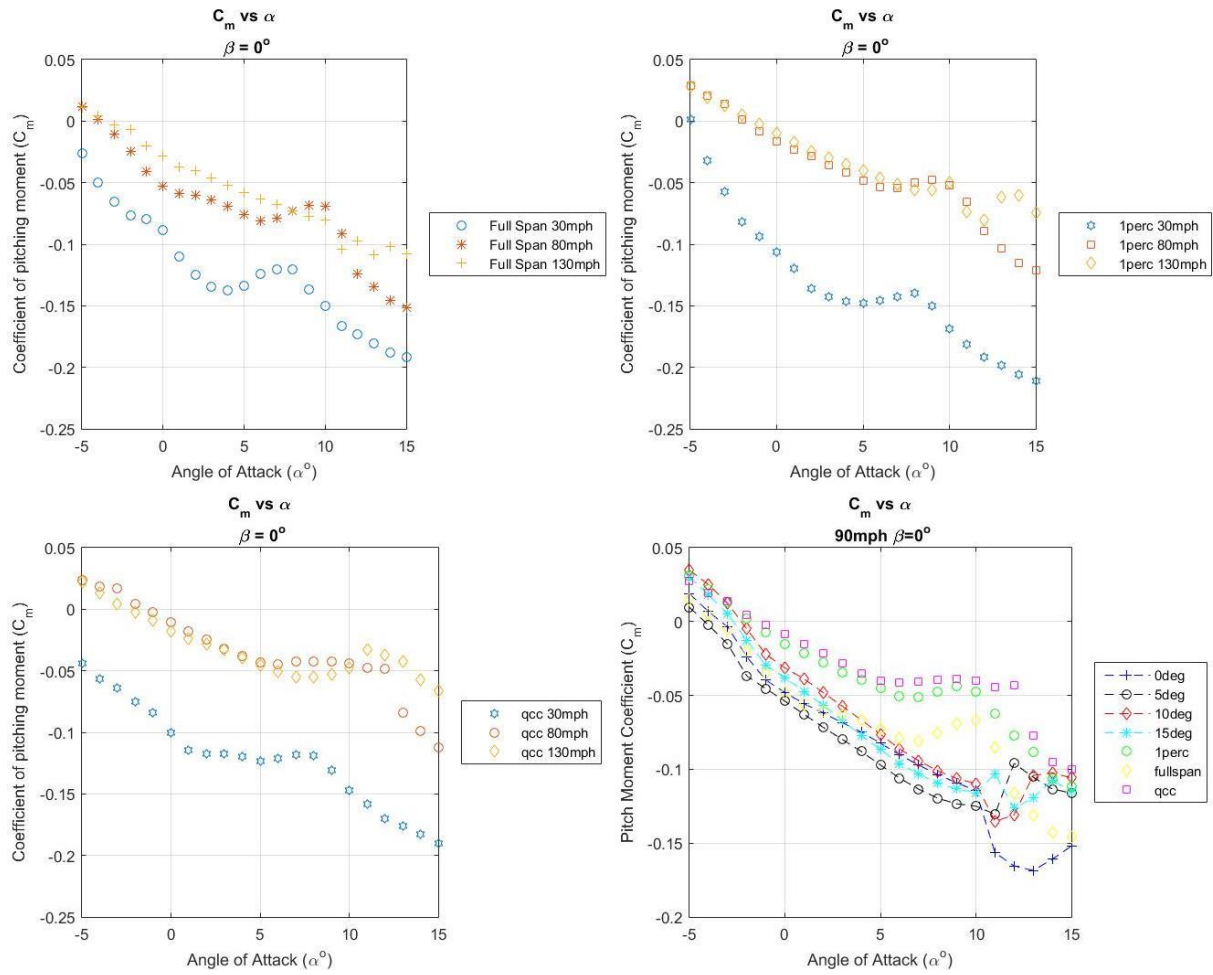 C_m vs α
β = 0°
0.05
0
-0.05
-0.1
-0.15
-0.2
-0.25
-5
0
5
10
15
Coefficient of pitching moment (C_m)
Angle of Attack (α°)
Full Span 30mph
Full Span 80mph
Full Span 130mph
C_m vs α
β = 0°
0.05
0
-0.05
-0.1
-0.15
-0.2
-0.25
-5
0
5
10
15
Coefficient of pitching moment (C_m)
Angle of Attack (α°)
1perc 30mph
1perc 80mph
1perc 130mph
C_m vs α
β = 0°
0.05
0
-0.05
-0.1
-0.15
-0.2
-0.25
-5
0
5
10
15
Coefficient of pitching moment (C_m)
Angle of Attack (α°)
qcc 30mph
qcc 80mph
qcc 130mph
C_m vs α
90mph β=0°
0.05
0
-0.05
-0.1
-0.15
-0.2
-5
0
5
10
15
Pitch Moment Coefficient (C_m)
Angle of Attack (α°)
0deg
5deg
10deg
15deg
1perc
fullspan
qcc